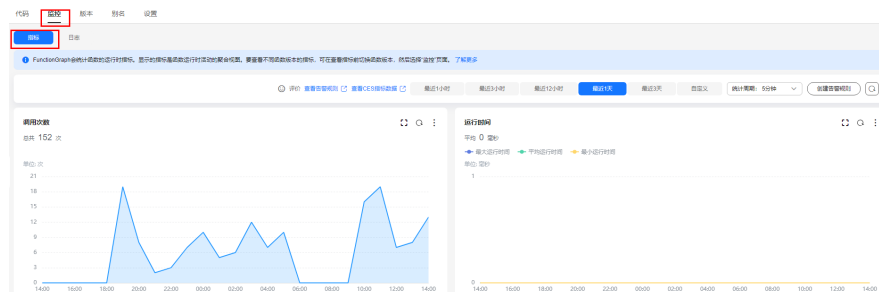 代码 监控 版本 别名 设置
指标 日志
FunctionGraph会统计函数的运行时指标。显示的指标是函数运行时活动的聚合视图。要查看不同函数版本的指标，可在查看指标前切换函数版本，然后选择“监控”页面。 了解更多
评价 查看告警规则 查看CES指标数据 最近1小时 最近3小时 最近12小时 最近1天 最近3天 自定义 统计周期： 5分钟 创建告警规则
调用次数
总共 152 次
单位: 次
21
18
15
12
9
6
3
0
14:00 16:00 18:00 20:00 22:00 00:00 02:00 04:00 06:00 08:00 10:00 12:00 14:00
运行时间
平均 0 毫秒
最大运行时间 平均运行时间 最小运行时间
单位: 毫秒
1
0
14:00 16:00 18:00 20:00 22:00 00:00 02:00 04:00 06:00 08:00 10:00 12:00 14:00